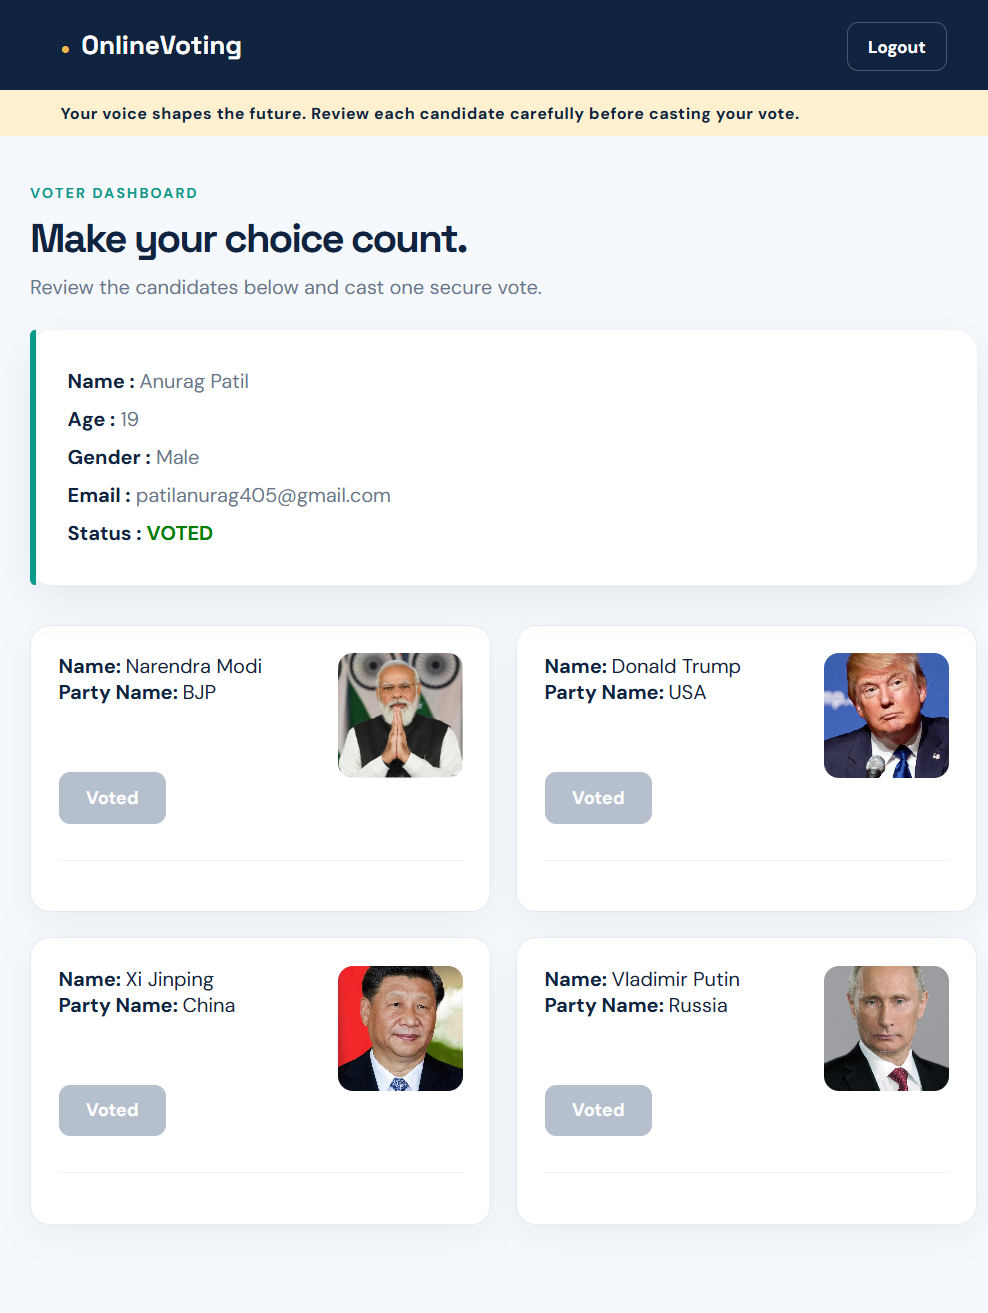 OnlineVoting
Logout
Your voice shapes the future. Review each candidate carefully before casting your vote.
VOTER DASHBOARD
Make your choice count.
Review the candidates below and cast one secure vote.
Name : Anurag Patil
Age : 19
Gender : Male
Email : patilanurag405@gmail.com
Status : VOTED
Name: Narendra Modi
Party Name: BJP
Voted
Name: Donald Trump
Party Name: USA
Voted
Name: Xi Jinping
Party Name: China
Voted
Name: Vladimir Putin
Party Name: Russia
Voted